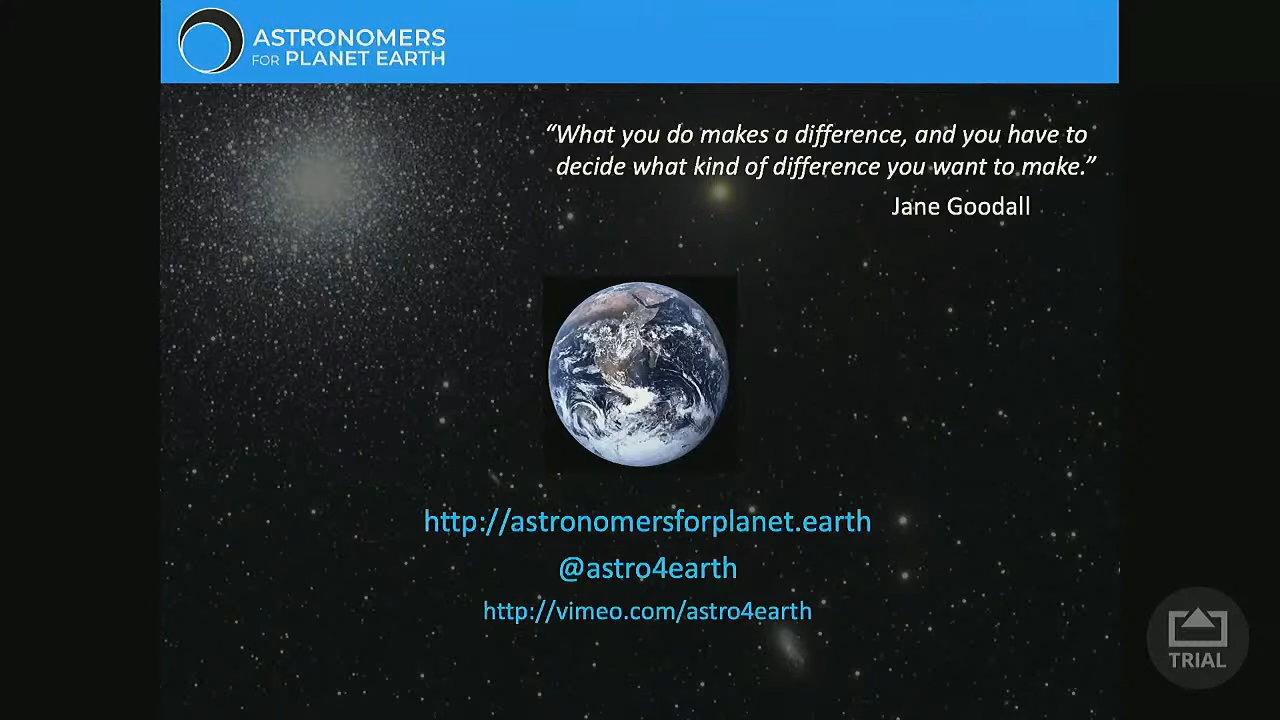 ASTRONOMERS
FOR PLANET EARTH
“What you do makes a difference, and you have to
decide what kind of difference you want to make.”
Jane Goodall
http://astronomersforplanet.earth
@astro4earth
http://vimeo.com/astro4earth
TRIAL